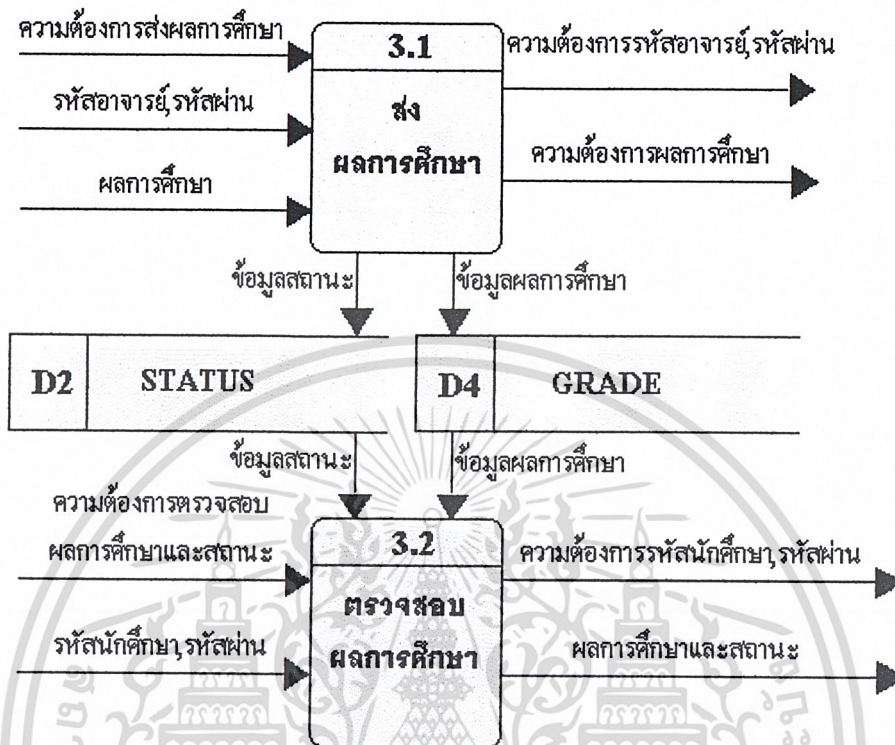 ความต้องการส่งผลการศึกษา
3.1
ความต้องการรหัสอาจารย์,รหัสผ่าน
รหัสอาจารย์,รหัสผ่าน
ส่ง
ผลการศึกษา
ความต้องการผลการศึกษา
ผลการศึกษา
ข้อมูลสถานะ
ข้อมูลผลการศึกษา
D2
STATUS
D4
GRADE
ข้อมูลสถานะ
ข้อมูลผลการศึกษา
ความต้องการตรวจสอบ
ผลการศึกษาและสถานะ
3.2
ความต้องการรหัสนักศึกษา,รหัสผ่าน
ตรวจสอบ
ผลการศึกษา
รหัสนักศึกษา,รหัสผ่าน
ผลการศึกษาและสถานะ